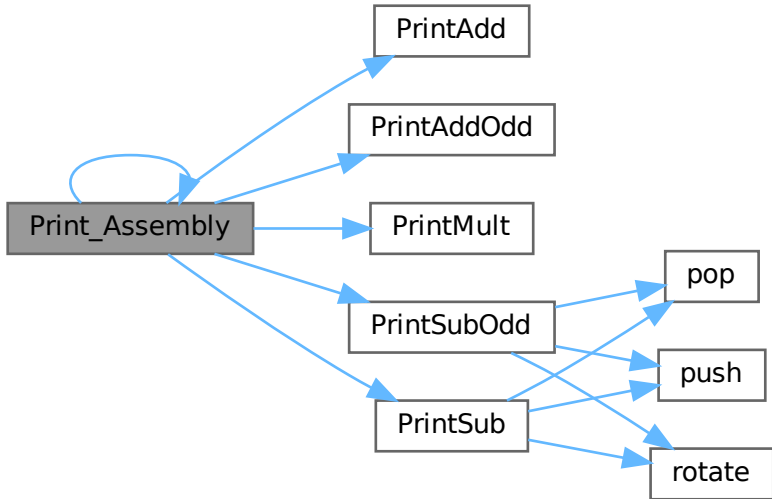 PrintAdd
PrintAddOdd
Print_Assembly
PrintMult
pop
PrintSubOdd
push
PrintSub
rotate